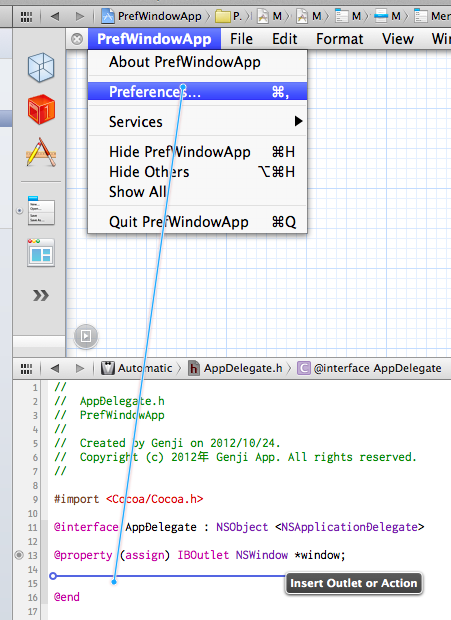 PrefWindowApp P. M M Mer
PrefWindowApp File Edit Format View Win
About PrefWindowApp
Preferences... ⌘,
Services ▶
Hide PrefWindowApp ⌘H
Hide Others ⌥⌘H
Show All
Quit PrefWindowApp ⌘Q
Automatic AppDelegate.h @interface AppDelegate
1 //
2 // AppDelegate.h
3 // PrefWindowApp
4 //
5 // Created by Genji on 2012/10/24.
6 // Copyright (c) 2012年 Genji App. All rights reserved.
7 //
8
9 #import <Cocoa/Cocoa.h>
10
11 @interface AppDelegate : NSObject <NSApplicationDelegate>
12
13 @property (assign) IBOutlet NSWindow *window;
14
15
Insert Outlet or Action
16 @end
17